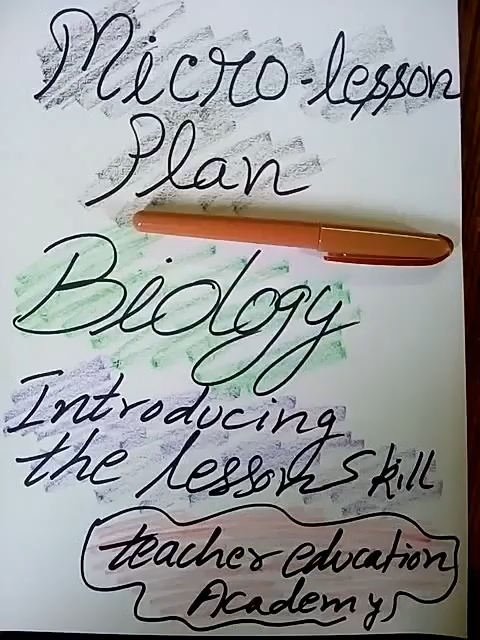 Micro-lesson
Plan
Biology
Introducing
the lesson Skill
teacher education
Academy